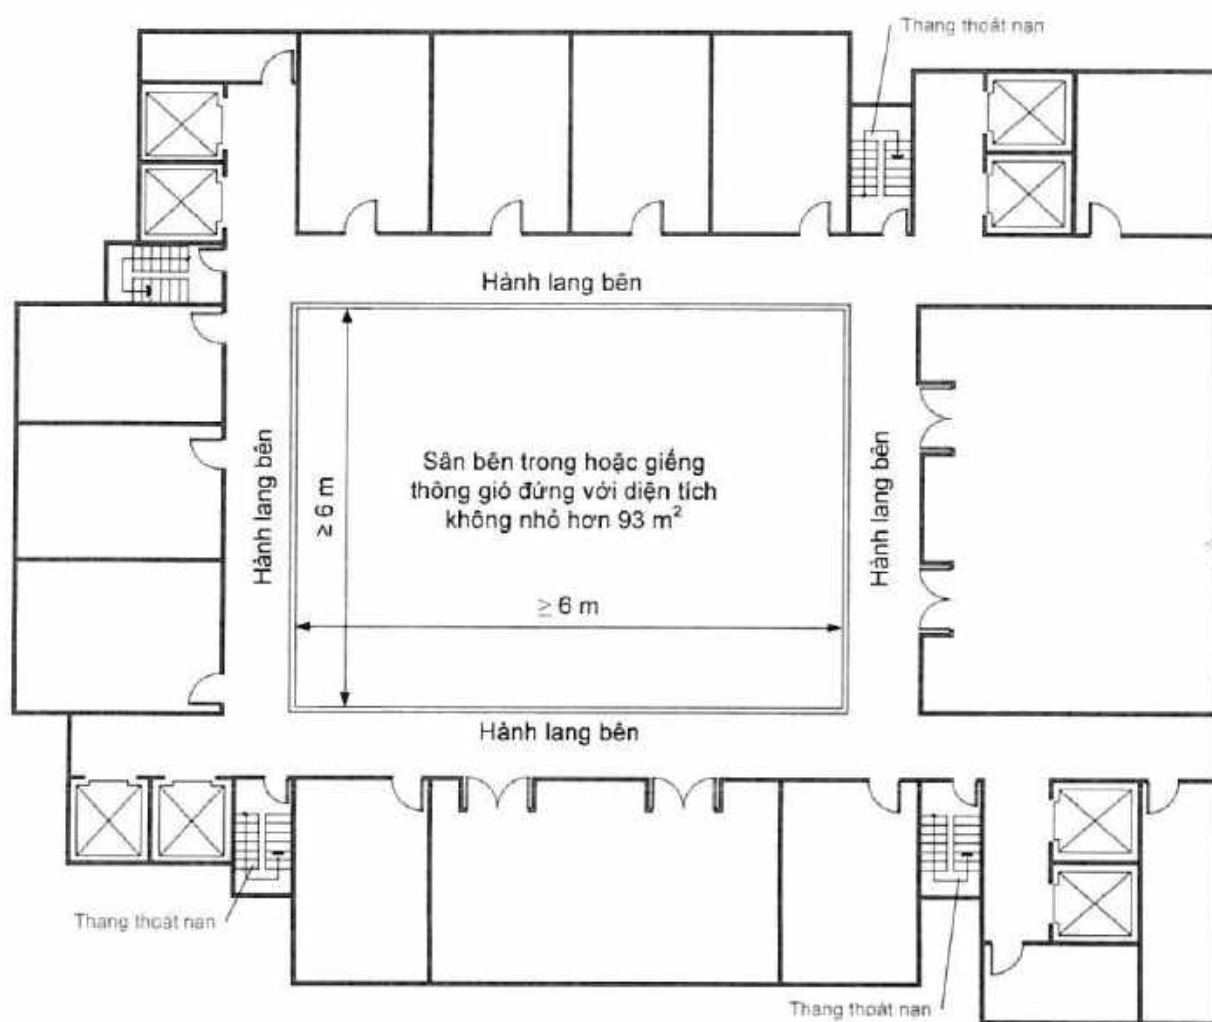 Thang thoát nạn
Hành lang bên
Hành lang bên
≥ 6 m
Sân bên trong hoặc giếng
thông gió đứng với diện tích
không nhỏ hơn 93 m²
≥ 6 m
Hành lang bên
Hành lang bên
Thang thoát nạn
Thang thoát nạn